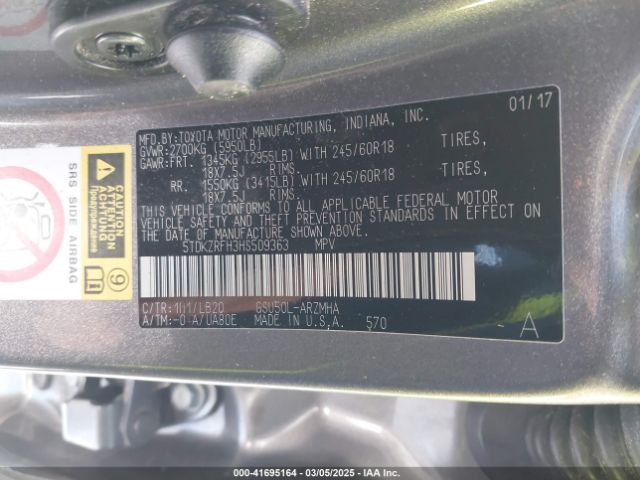 MFD.BY:TOYOTA MOTOR MANUFACTURING, INDIANA, INC. 01/17
GVWR:2700KG (5950LB)
GAWR:FRT. 1345KG (2955LB) WITH 245/60R18 TIRES,
18X7.5J RIMS
RR. 1550KG (3415LB) WITH 245/60R18 TIRES,
18X7.5J RIMS
THIS VEHICLE CONFORMS TO ALL APPLICABLE FEDERAL MOTOR
VEHICLE SAFETY AND THEFT PREVENTION STANDARDS IN EFFECT ON
THE DATE OF MANUFACTURE SHOWN ABOVE.
5TDKZRFH3HS509363 MPV
C/TR:1H1/LB20 GSU50L-ARZMHA
A/TM:-0 A/UA80E MADE IN U.S.A. 570 A
SRS SIDE AIRBAG
CAUTION
9
000-41695164 - 03/05/2025 - IAA Inc.